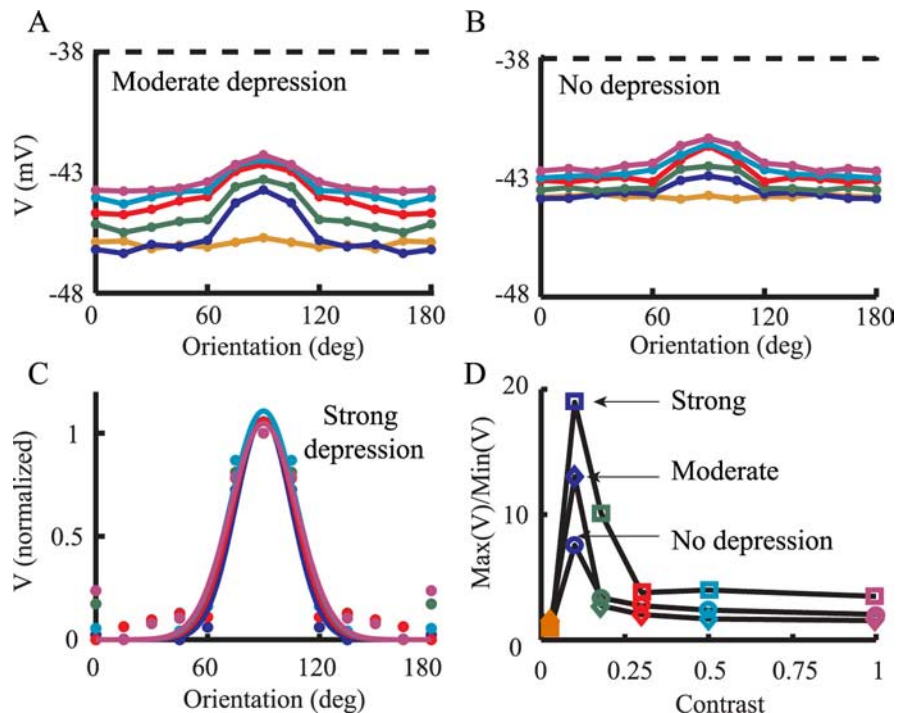 A
-38
Moderate depression
V (mV)
-43
-48
0 60 120 180
Orientation (deg)
B
-38
No depression
-43
-48
0 60 120 180
Orientation (deg)
C
1
Strong
depression
V (normalized)
0.5
0
0 60 120 180
Orientation (deg)
D
20
Strong
Moderate
Max(V)/Min(V)
10
No depression
0
0 0.25 0.5 0.75 1
Contrast